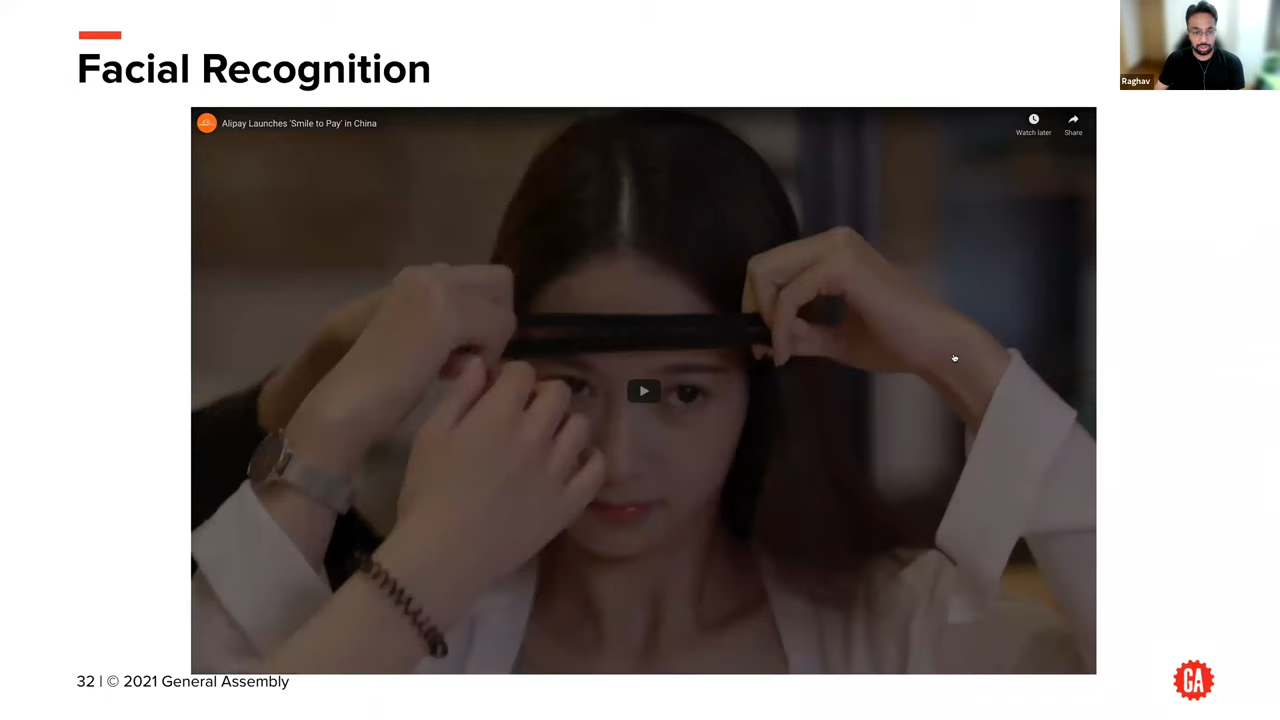 Facial Recognition
Raghav
Alipay Launches 'Smile to Pay' in China
Watch later
Share
32 | © 2021 General Assembly
GA